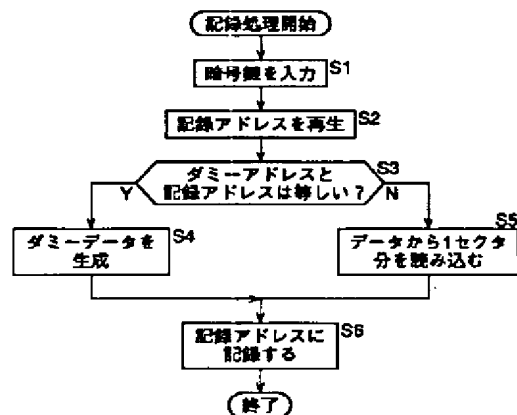 記録処理開始
暗号鍵を入力
S1
記録アドレスを再生
S2
ダミーアドレスと
記録アドレスは等しい？
S3
Y
N
ダミーデータを
生成
S4
データから1セクタ
分を読み込む
S5
記録アドレスに
記録する
S6
終了